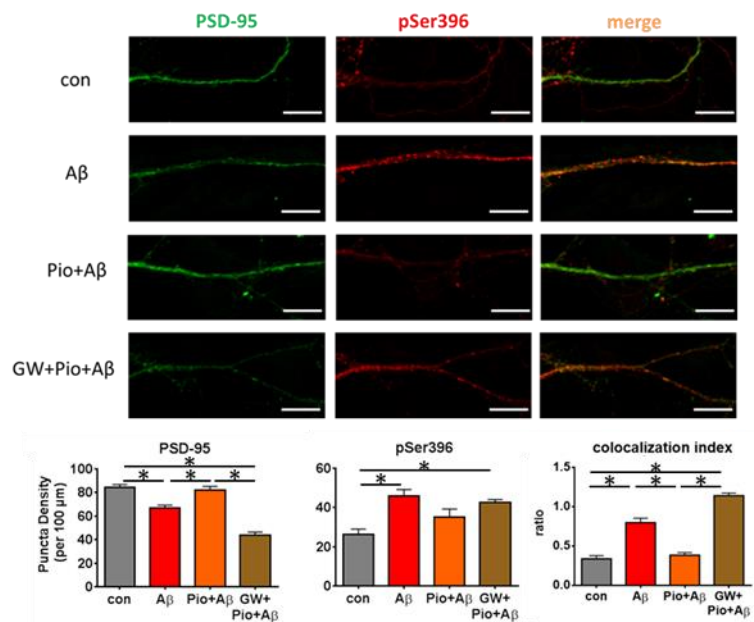 PSD-95 pSer396 merge
con
Aβ
Pio+Aβ
GW+Pio+Aβ
PSD-95
Puncta Density
(per 100 µm)
100
80
60
40
20
0
* * * *
con Aβ Pio+Aβ GW+
Pio+Aβ
pSer396
60
40
20
0
* *
con Aβ Pio+Aβ GW+
Pio+Aβ
colocalization index
ratio
1.5
1.0
0.5
0.0
* * * *
con Aβ Pio+Aβ GW+
Pio+Aβ